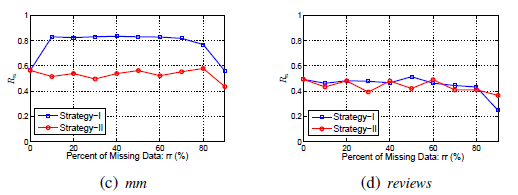 1
0.8
0.6
0.4
0.2
0
Rn
Strategy-I
Strategy-II
0 20 40 60 80
Percent of Missing Data: rr (%)
(c) mm
1
0.8
0.6
0.4
0.2
0
Rn
Strategy-I
Strategy-II
0 20 40 60 80
Percent of Missing Data: rr (%)
(d) reviews